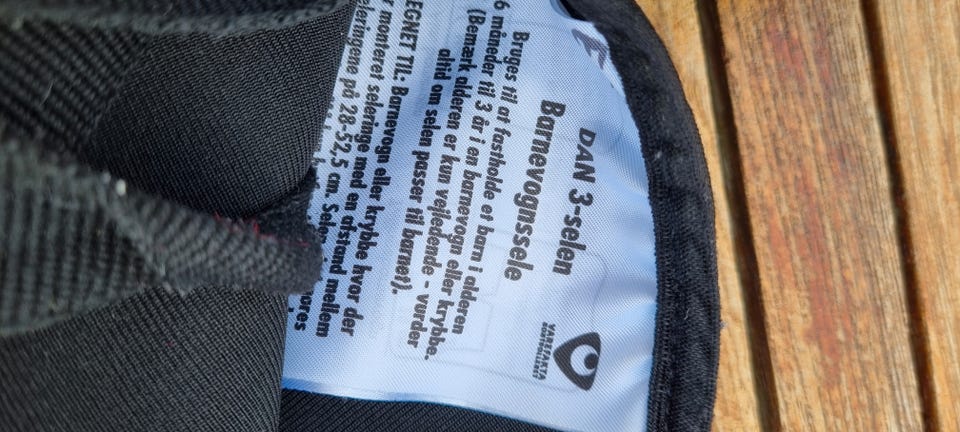 DAN 3-selen
Barnevognssele
Bruges til at fastholde et barn i alderen
6 måneder til 3 år i en barnevogn eller krybbe.
(Bemærk alderen er kun vejledende - vurder
altid om selen passer til barnet).
EGNET TIL: Barnevogn eller krybbe hvor der
monteret seleringe med en afstand mellem
eleringene på 28-52,5 cm.
VAREFAKTA